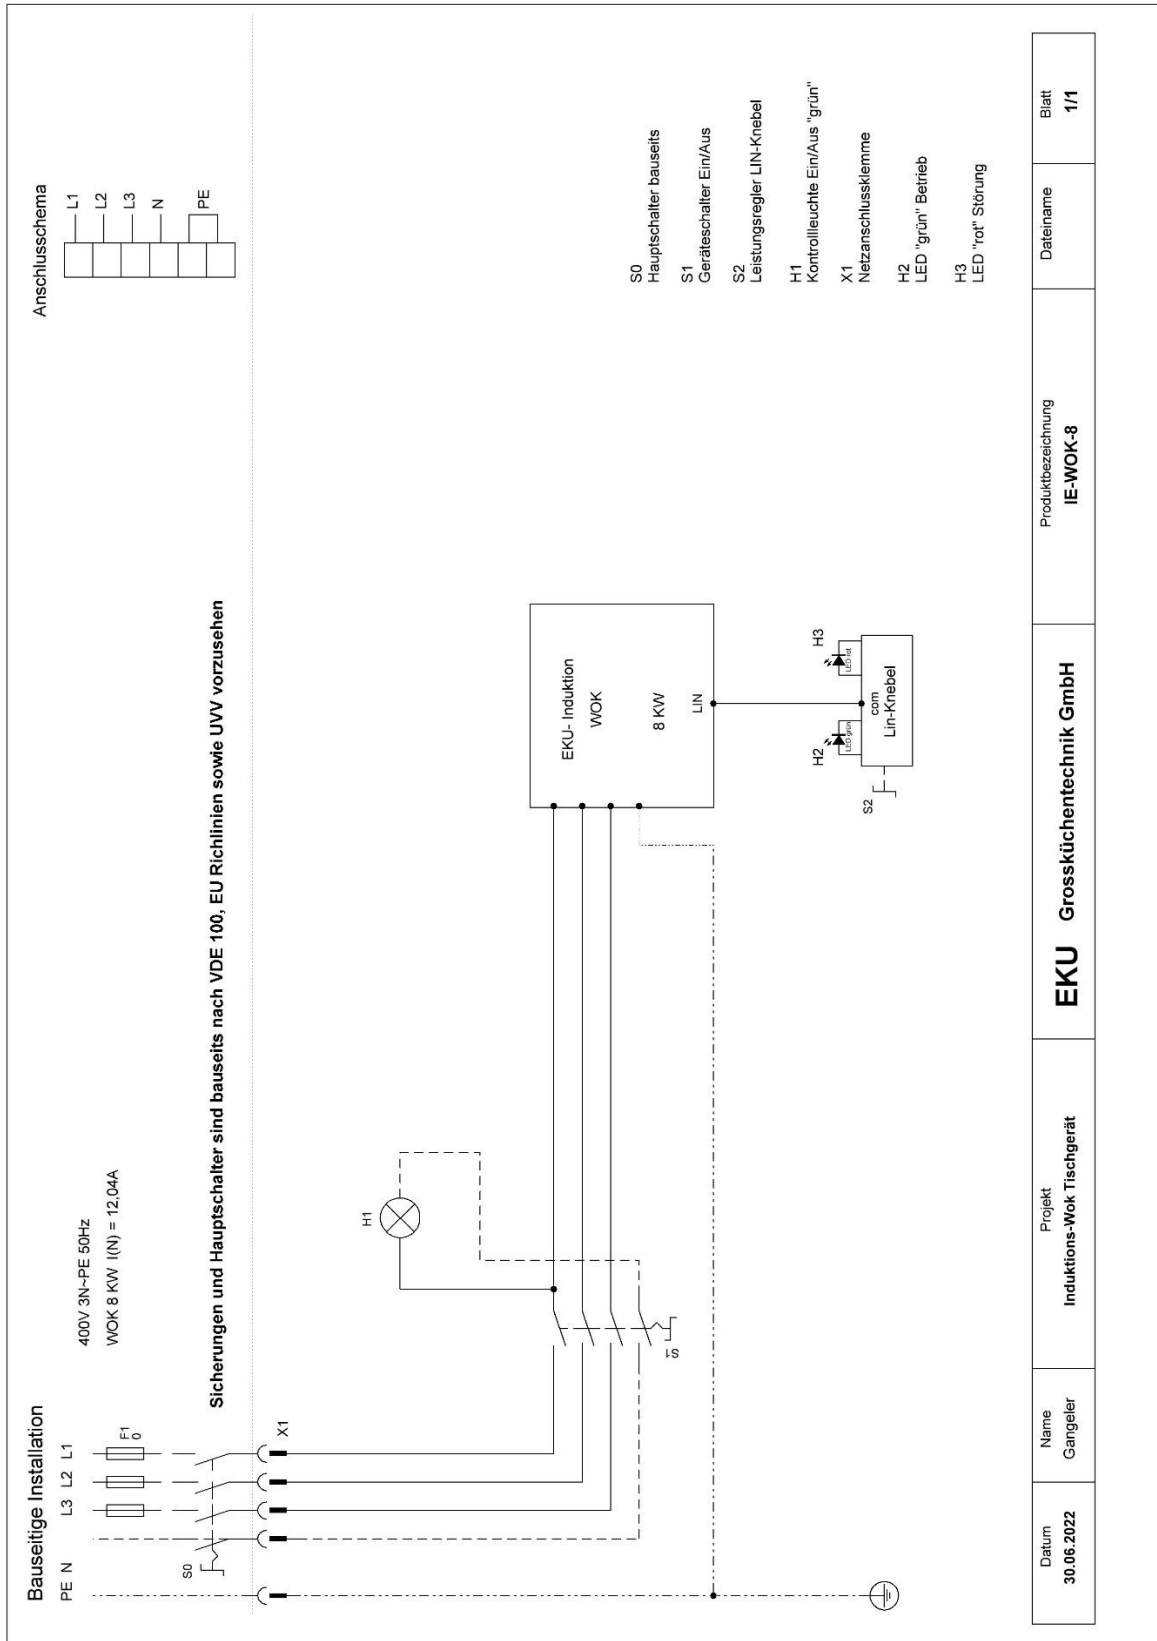 Bauseitige Installation
PE N L3 L2 L1
F1
0
S0
X1
400V 3N~PE 50Hz
WOK 8 KW I(N) = 12,04A
Sicherungen und Hauptschalter sind bauseits nach VDE 100, EU Richlinien sowie UVV vorzusehen
Anschlusschema
L1
L2
L3
N
PE
H1
S1
EKU- Induktion
WOK
8 KW
LIN
H2
LED grün
H3
LED rot
com
Lin-Knebel
S2
S0
Hauptschalter bauseits
S1
Geräteschalter Ein/Aus
S2
Leistungsregler LIN-Knebel
H1
Kontrollleuchte Ein/Aus "grün"
X1
Netzanschlussklemme
H2
LED "grün" Betrieb
H3
LED "rot" Störung
Datum
30.06.2022
Name
Gangeler
Projekt
Induktions-Wok Tischgerät
EKU Grossküchentechnik GmbH
Produktbezeichnung
IE-WOK-8
Dateiname
Blatt
1/1